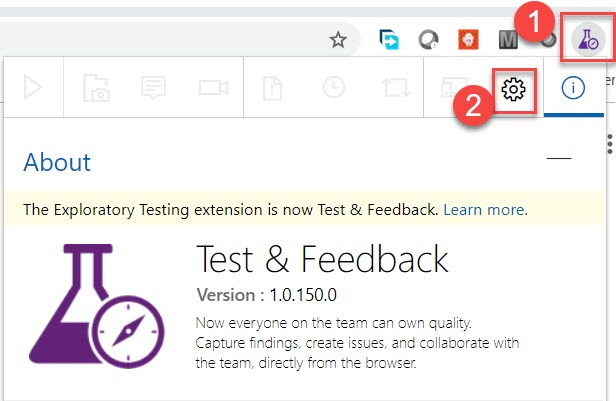 1
M
2
About
The Exploratory Testing extension is now Test & Feedback. Learn more.
Test & Feedback
Version : 1.0.150.0
Now everyone on the team can own quality.
Capture findings, create issues, and collaborate with
the team, directly from the browser.